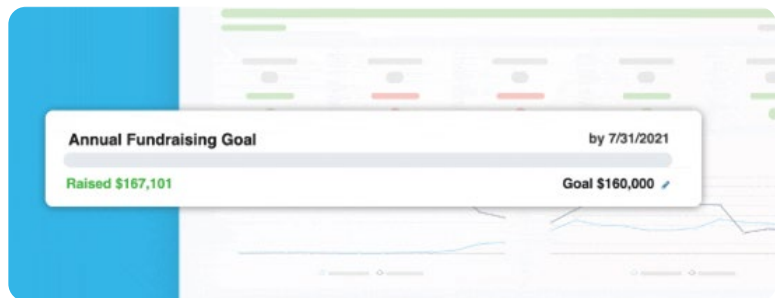 Annual Fundraising Goal by 7/31/2021
Raised $167,101 Goal $160,000